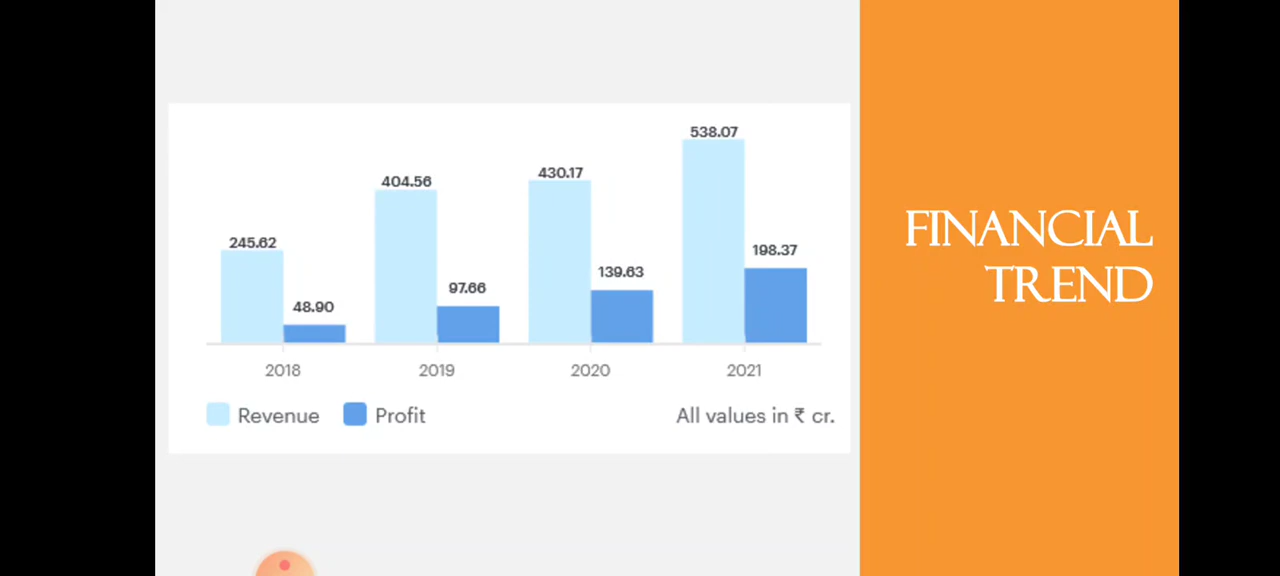 538.07
430.17
404.56
245.62
198.37
139.63
97.66
48.90
2018 2019 2020 2021
Revenue Profit All values in ₹ cr.
FINANCIAL
TREND